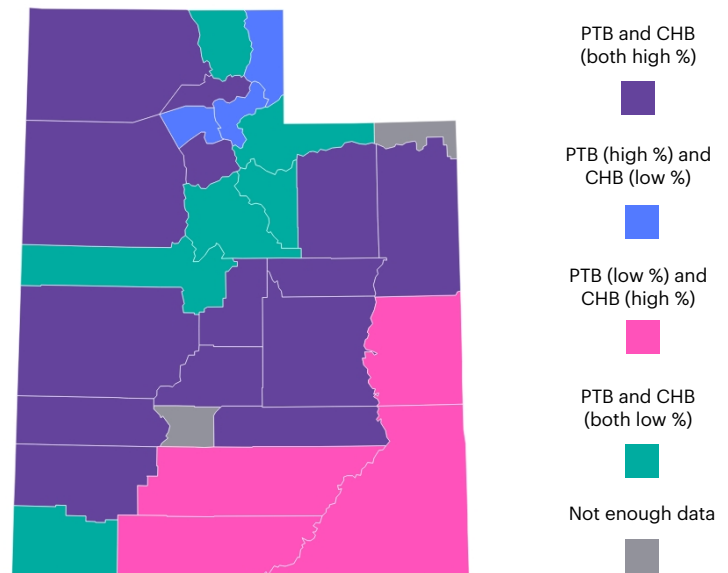 PTB and CHB
(both high %)
PTB (high %) and
CHB (low %)
PTB (low %) and
CHB (high %)
PTB and CHB
(both low %)
Not enough data